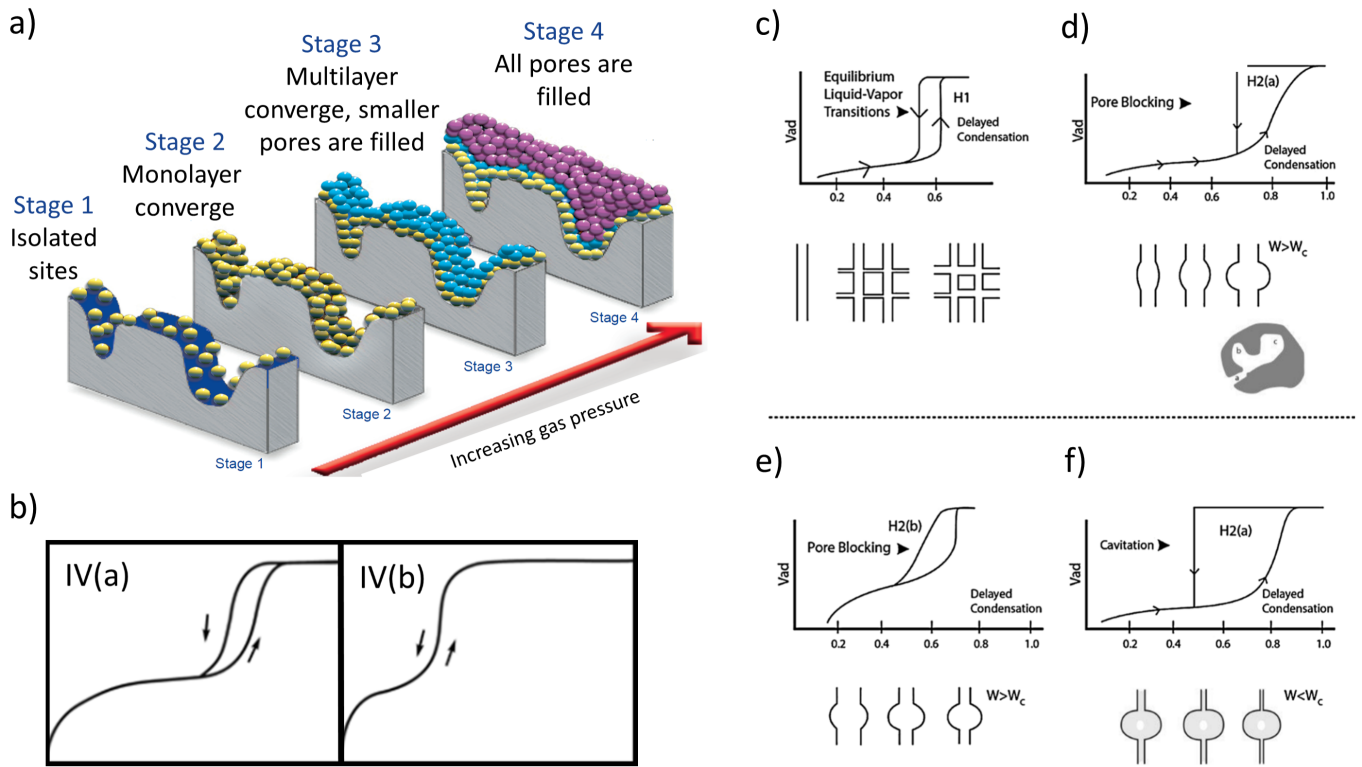 a)
Stage 1
Isolated
sites
Stage 2
Monolayer
converge
Stage 3
Multilayer
converge, smaller
pores are filled
Stage 4
All pores are
filled
Stage 1
Stage 2
Stage 3
Stage 4
Increasing gas pressure
b)
IV(a)
IV(b)
c)
Equilibrium
Liquid-Vapor
Transitions
H1
Delayed
Condensation
Vad
0.2
0.4
0.6
d)
H2(a)
Pore Blocking
Delayed
Condensation
Vad
0.2
0.4
0.6
0.8
1.0
W>Wc
a
b
c
e)
H2(b)
Pore Blocking
Delayed
Condensation
Vad
0.2
0.4
0.6
0.8
1.0
W>Wc
f)
Cavitation
H2(a)
Delayed
Condensation
Vad
0.2
0.4
0.6
0.8
1.0
W<Wc